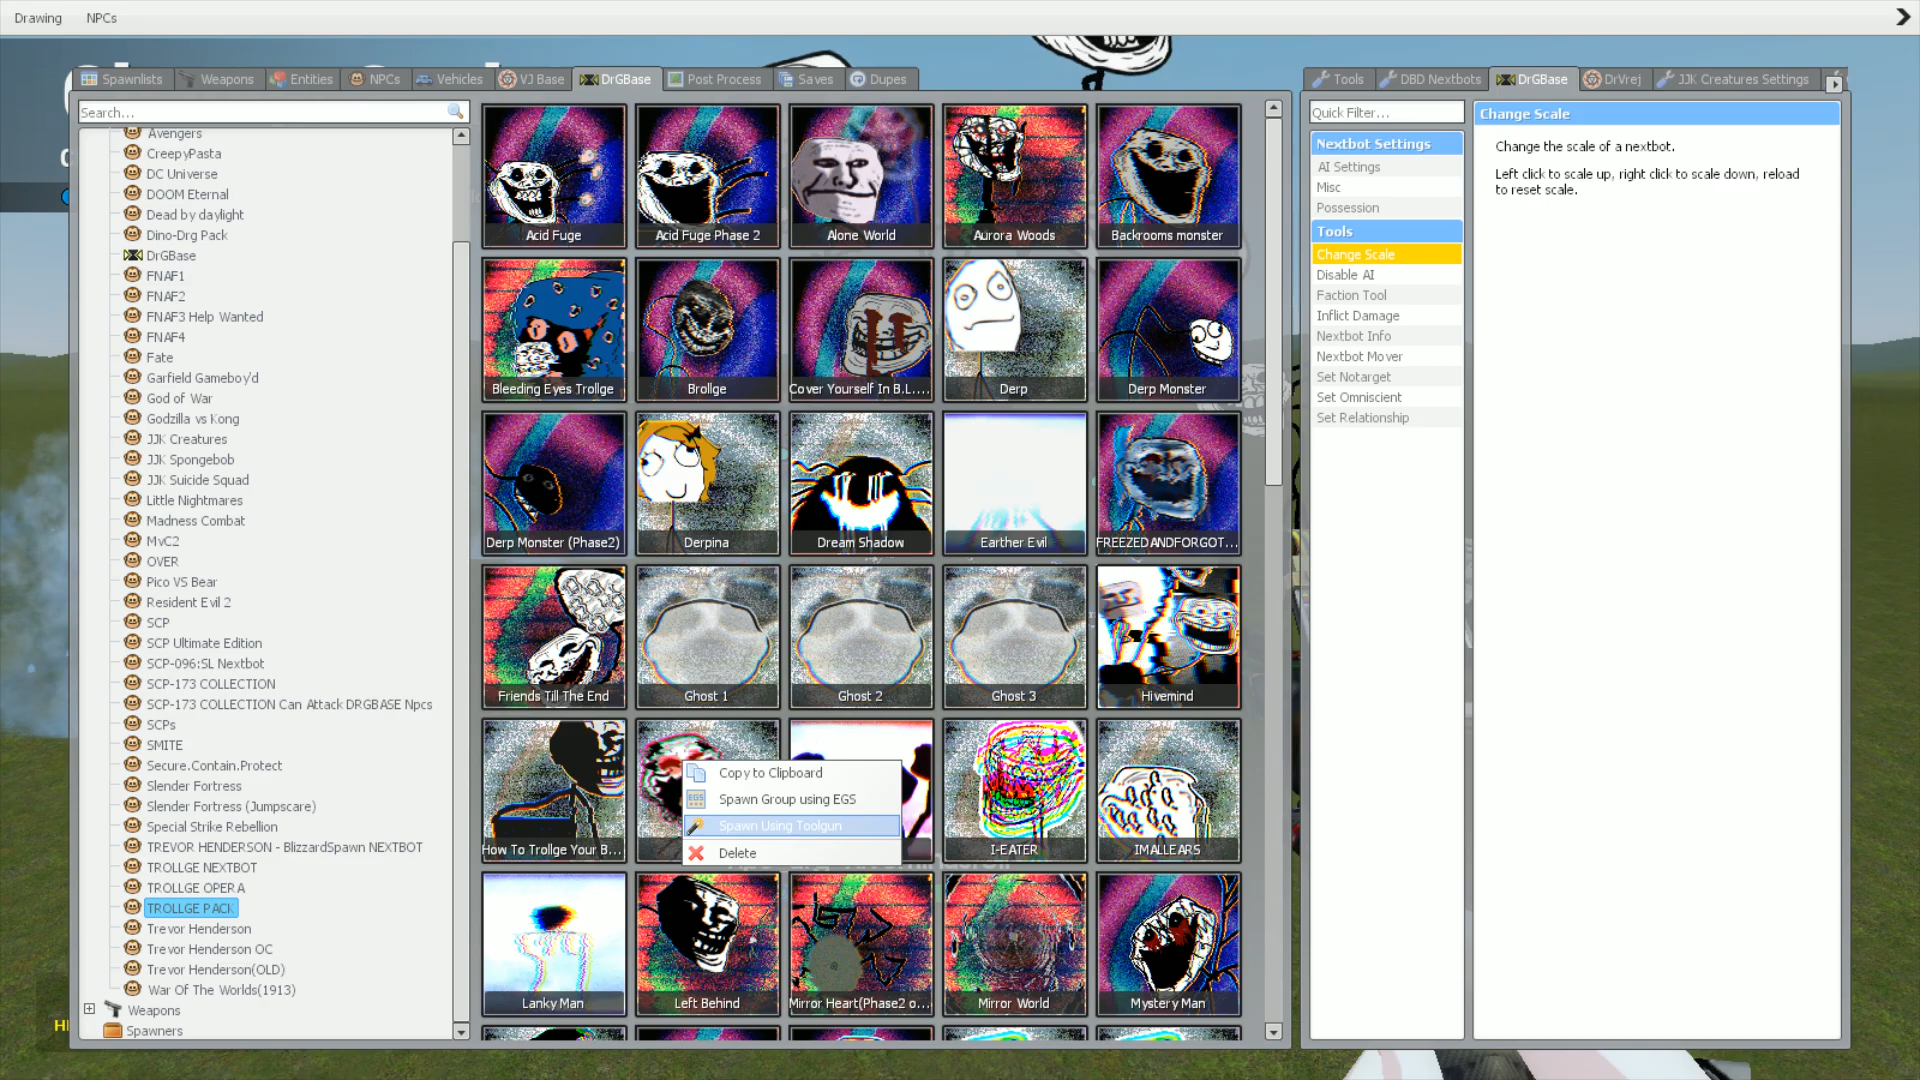 Drawing NPCs
Spawnlists Weapons Entities NPCs Vehicles VJ Base DrGBase Post Process Saves Dupes
Tools DBD Nextbots DrGBase DrVrej JJK Creatures Settings
Search...
Avengers
CreepyPasta
DC Universe
DOOM Eternal
Dead by daylight
Dino-Drg Pack
DrGBase
FNAF1
FNAF2
FNAF3 Help Wanted
FNAF4
Fate
Garfield Gameboy'd
God of War
Godzilla vs Kong
JJK Creatures
JJK Spongebob
JJK Suicide Squad
Little Nightmares
Madness Combat
MvC2
OVER
Pico VS Bear
Resident Evil 2
SCP
SCP Ultimate Edition
SCP-096:SL Nextbot
SCP-173 COLLECTION
SCP-173 COLLECTION Can Attack DRGBASE Npcs
SCPs
SMITE
Secure.Contain.Protect
Slender Fortress
Slender Fortress (Jumpscare)
Special Strike Rebellion
TREVOR HENDERSON - BlizzardSpawn NEXTBOT
TROLLGE NEXTBOT
TROLLGE OPERA
TROLLGE PACK
Trevor Henderson
Trevor Henderson OC
Trevor Henderson(OLD)
War Of The Worlds(1913)
Weapons
Spawners
Acid Fuge Acid Fuge Phase 2 Alone World Aurora Woods Backrooms monster
Bleeding Eyes Trollge Brollge Cover Yourself In B.L.... Derp Derp Monster
Derp Monster (Phase2) Derpina Dream Shadow Earther Evil FREEZEDANDFORGOT...
Friends Till The End Ghost 1 Ghost 2 Ghost 3 Hivemind
How To Trollge Your B... I-EATER IMALLEARS
Copy to Clipboard
Spawn Group using EGS
Spawn Using Toolgun
Delete
Lanky Man Left Behind Mirror Heart(Phase2 o... Mirror World Mystery Man
Quick Filter...
Nextbot Settings
AI Settings
Misc
Possession
Tools
Change Scale
Disable AI
Faction Tool
Inflict Damage
Nextbot Info
Nextbot Mover
Set Notarget
Set Omniscient
Set Relationship
Change Scale
Change the scale of a nextbot.
Left click to scale up, right click to scale down, reload
to reset scale.